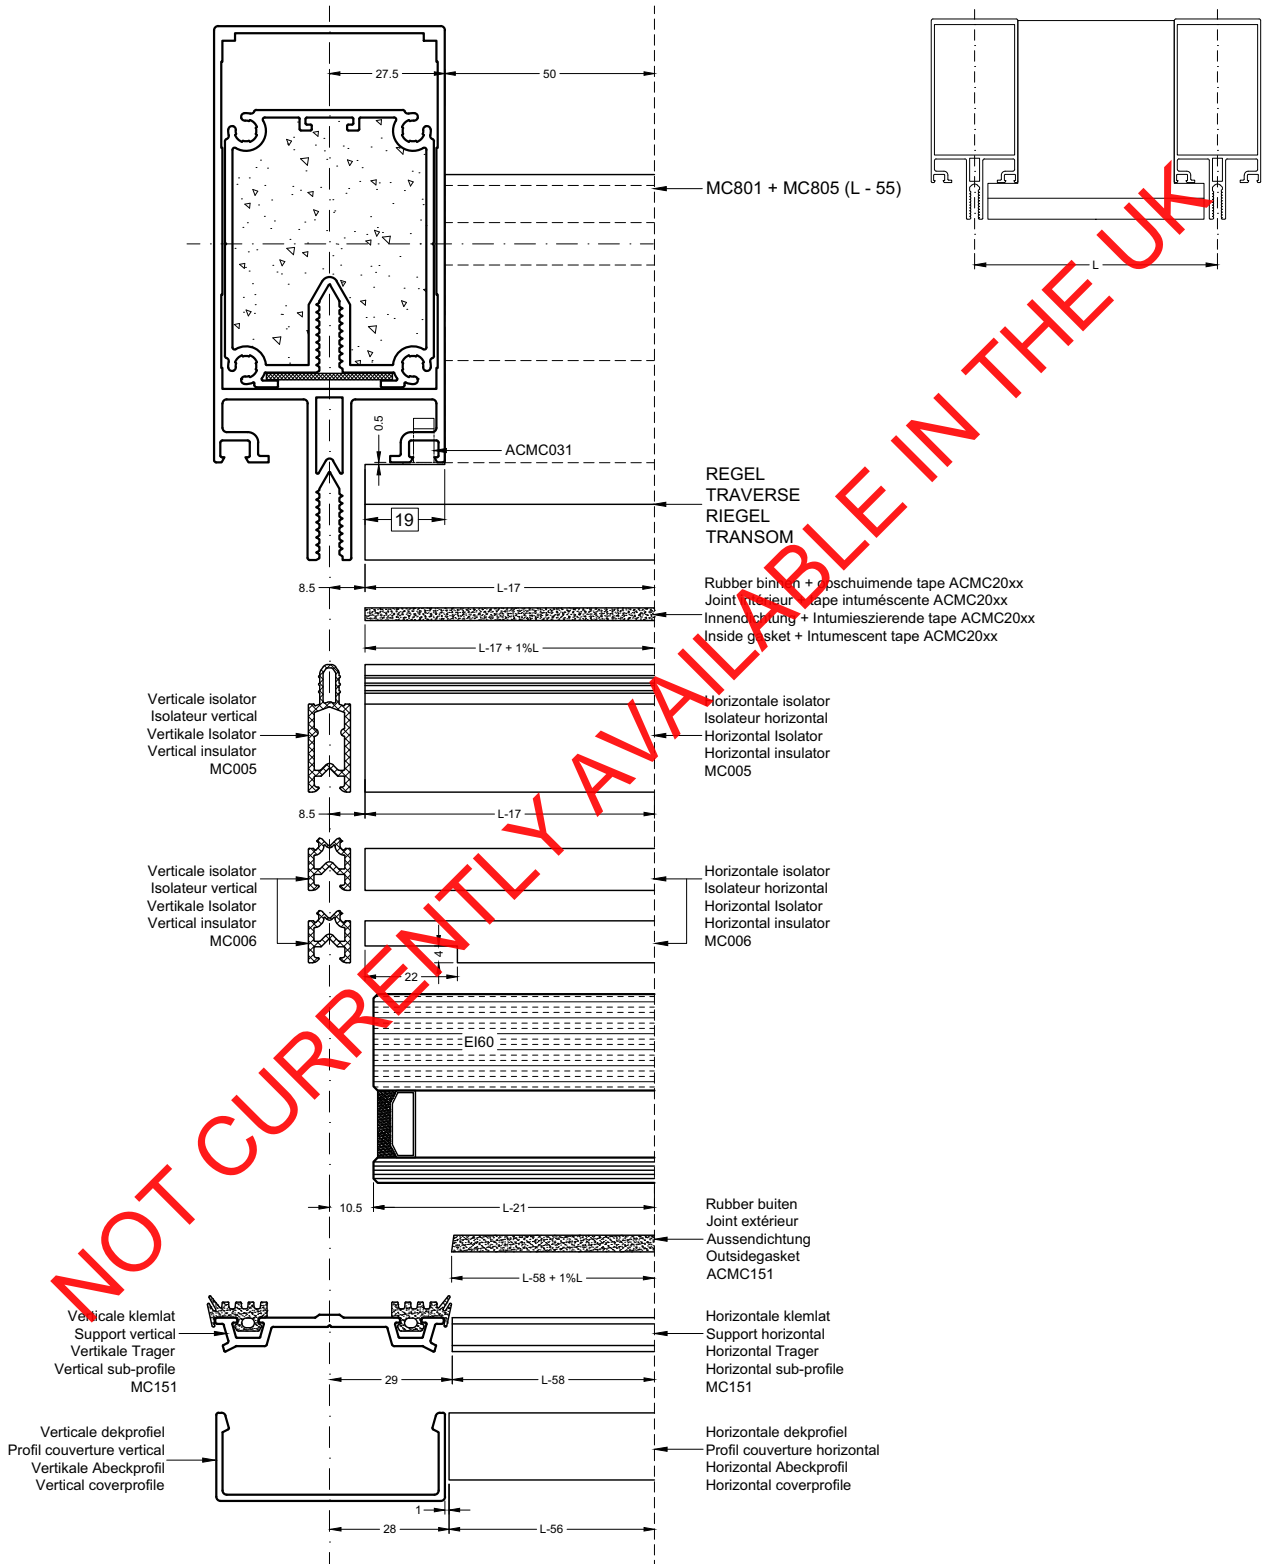 27.5
50
MC801 + MC805 (L - 55)
L
0.5
ACMC031
REGEL
TRAVERSE
RIEGEL
TRANSOM
19
8.5
L-17
Rubber binnen + opschuimende tape ACMC20xx
Joint intérieur + tape intuméscente ACMC20xx
Innendichtung + Intumieszierende tape ACMC20xx
Inside gasket + Intumescent tape ACMC20xx
L-17 + 1%L
Verticale isolator
Isolateur vertical
Vertikale Isolator
Vertical insulator
MC005
Horizontale isolator
Isolateur horizontal
Horizontal Isolator
Horizontal insulator
MC005
8.5
L-17
Verticale isolator
Isolateur vertical
Vertikale Isolator
Vertical insulator
MC006
Horizontale isolator
Isolateur horizontal
Horizontal Isolator
Horizontal insulator
MC006
4
22
EI60
10.5
L-21
Rubber buiten
Joint extérieur
Aussendichtung
Outsidegasket
ACMC151
L-58 + 1%L
Verticale klemlat
Support vertical
Vertikale Trager
Vertical sub-profile
MC151
Horizontale klemlat
Support horizontal
Horizontal Trager
Horizontal sub-profile
MC151
29
L-58
Verticale dekprofiel
Profil couverture vertical
Vertikale Abeckprofil
Vertical coverprofile
Horizontale dekprofiel
Profil couverture horizontal
Horizontal Abeckprofil
Horizontal coverprofile
1
28
L-56
NOT CURRENTLY AVAILABLE IN THE UK